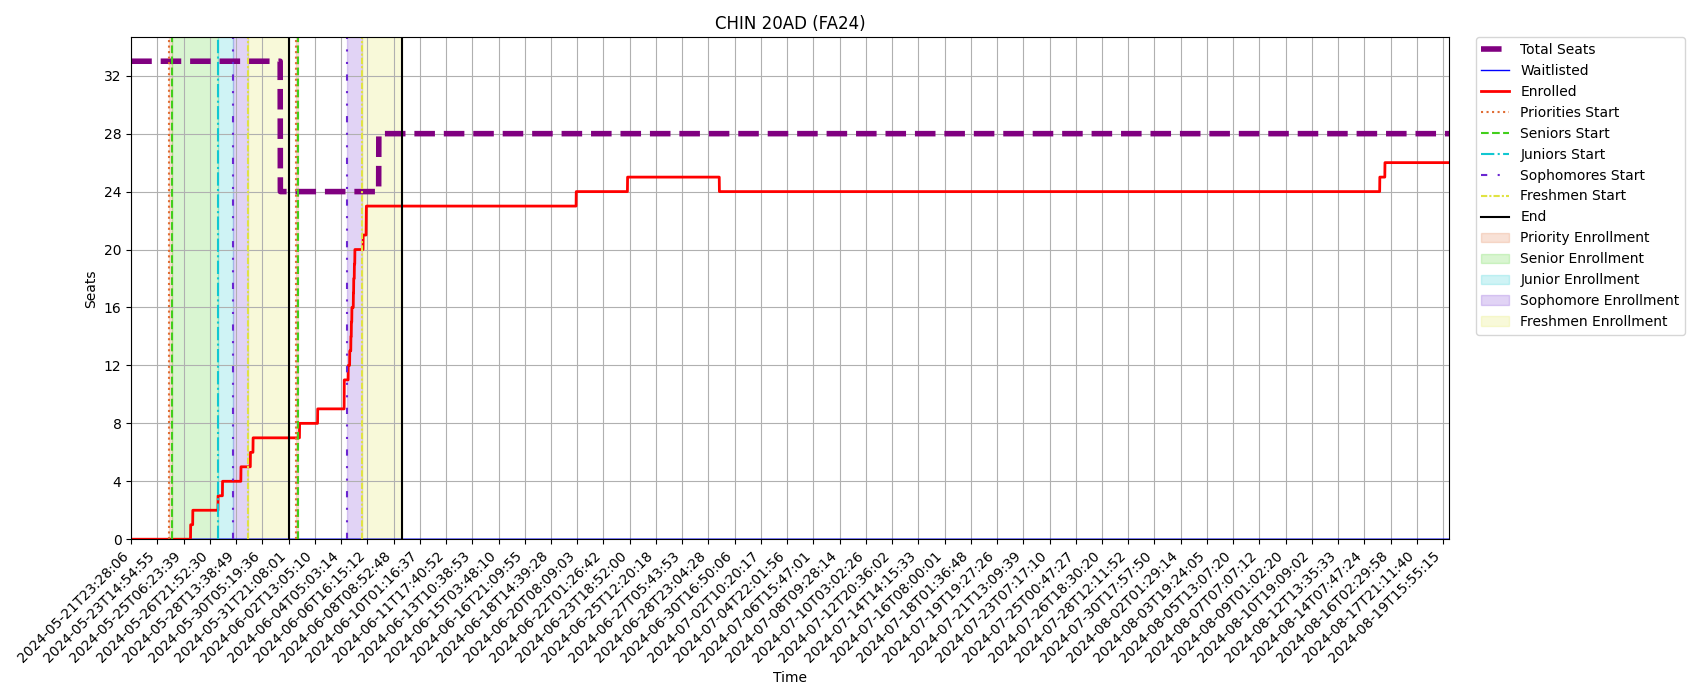 CHIN 20AD (FA24)
Seats
32
28
24
20
16
12
8
4
0
2024-05-21T23:28:06
2024-05-23T14:54:55
2024-05-25T06:23:39
2024-05-26T21:52:30
2024-05-28T13:38:49
2024-05-30T05:19:36
2024-05-31T21:08:01
2024-06-02T13:05:10
2024-06-04T05:03:14
2024-06-06T16:15:12
2024-06-08T08:52:48
2024-06-10T01:16:37
2024-06-11T17:40:52
2024-06-13T10:38:53
2024-06-15T03:48:10
2024-06-16T21:09:55
2024-06-18T14:39:28
2024-06-20T08:09:03
2024-06-22T01:26:42
2024-06-23T18:52:00
2024-06-25T12:20:18
2024-06-27T05:43:53
2024-06-28T23:04:28
2024-06-30T16:50:06
2024-07-02T10:20:17
2024-07-04T22:01:56
2024-07-06T15:47:01
2024-07-08T09:28:14
2024-07-10T03:02:26
2024-07-12T20:36:02
2024-07-14T14:15:33
2024-07-16T08:00:01
2024-07-18T01:36:48
2024-07-19T19:27:26
2024-07-21T13:09:39
2024-07-23T07:17:10
2024-07-25T00:47:27
2024-07-26T18:30:20
2024-07-28T12:11:52
2024-07-30T17:57:50
2024-08-02T01:29:14
2024-08-03T19:24:05
2024-08-05T13:07:20
2024-08-07T07:07:12
2024-08-09T01:02:20
2024-08-10T19:09:02
2024-08-12T13:35:33
2024-08-14T07:47:24
2024-08-16T02:29:58
2024-08-17T21:11:40
2024-08-19T15:55:15
Time
Total Seats
Waitlisted
Enrolled
Priorities Start
Seniors Start
Juniors Start
Sophomores Start
Freshmen Start
End
Priority Enrollment
Senior Enrollment
Junior Enrollment
Sophomore Enrollment
Freshmen Enrollment